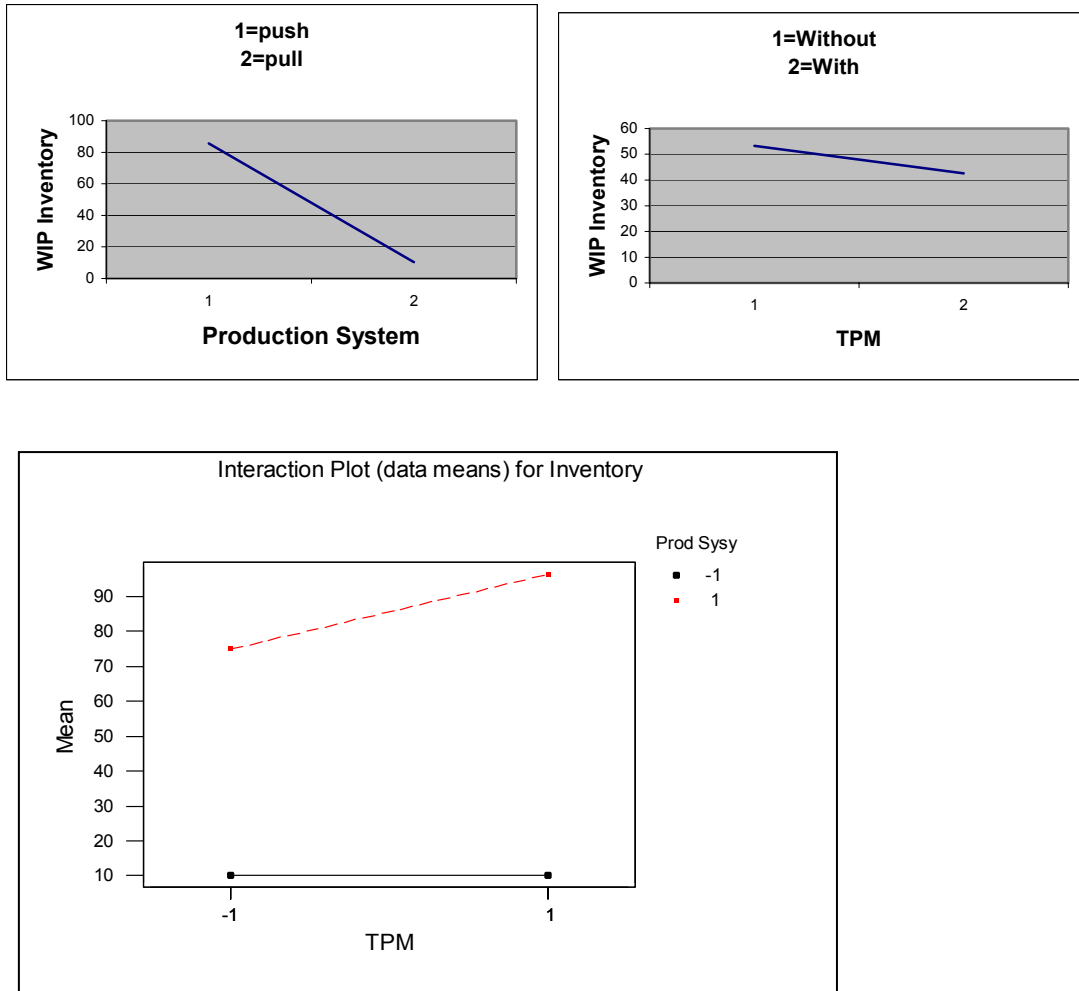 1=push
2=pull
WIP Inventory
100
80
60
40
20
0
1 2
Production System
1=Without
2=With
WIP Inventory
60
50
40
30
20
10
0
1 2
TPM
Interaction Plot (data means) for Inventory
Prod Sysy
-1
1
Mean
90
80
70
60
50
40
30
20
10
-1 1
TPM